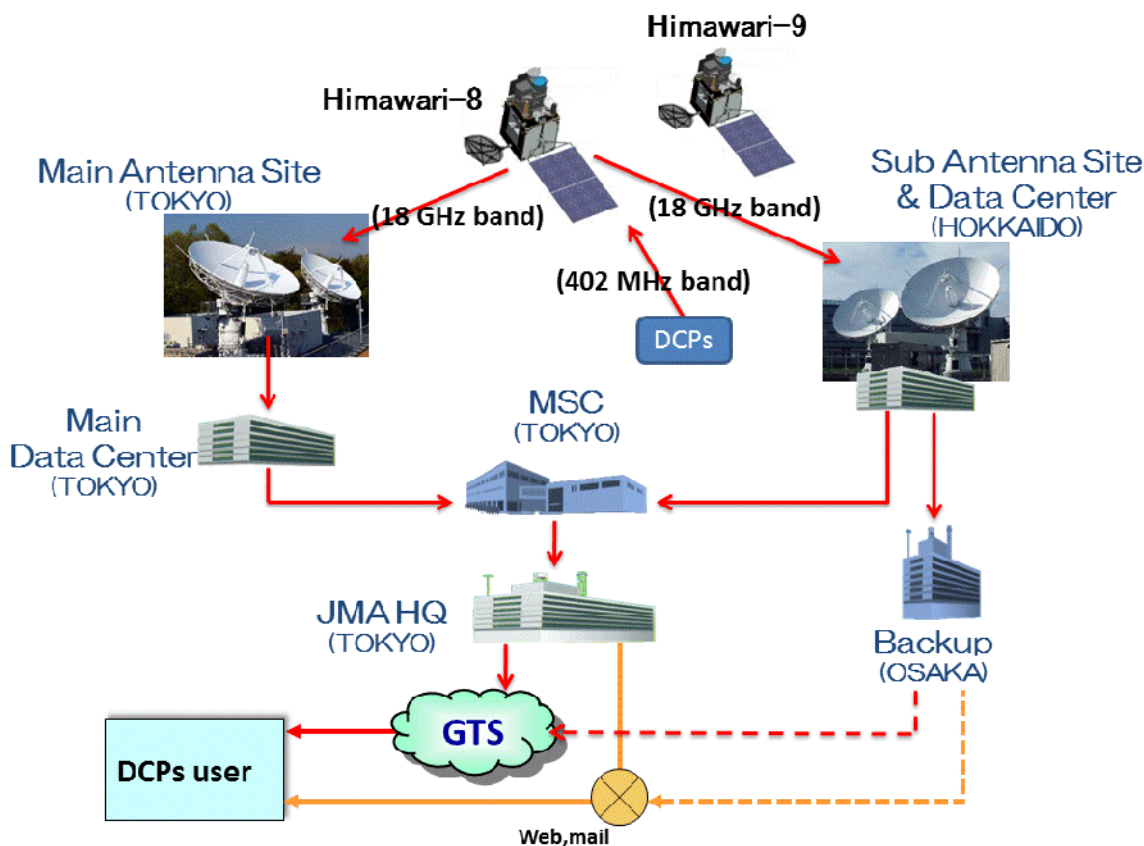 Himawari-9
Himawari-8
Main Antenna Site
(TOKYO)
Sub Antenna Site
& Data Center
(HOKKAIDO)
(18 GHz band)
(18 GHz band)
(402 MHz band)
DCPs
Main
Data Center
(TOKYO)
MSC
(TOKYO)
JMA HQ
(TOKYO)
Backup
(OSAKA)
GTS
DCPs user
Web,mail